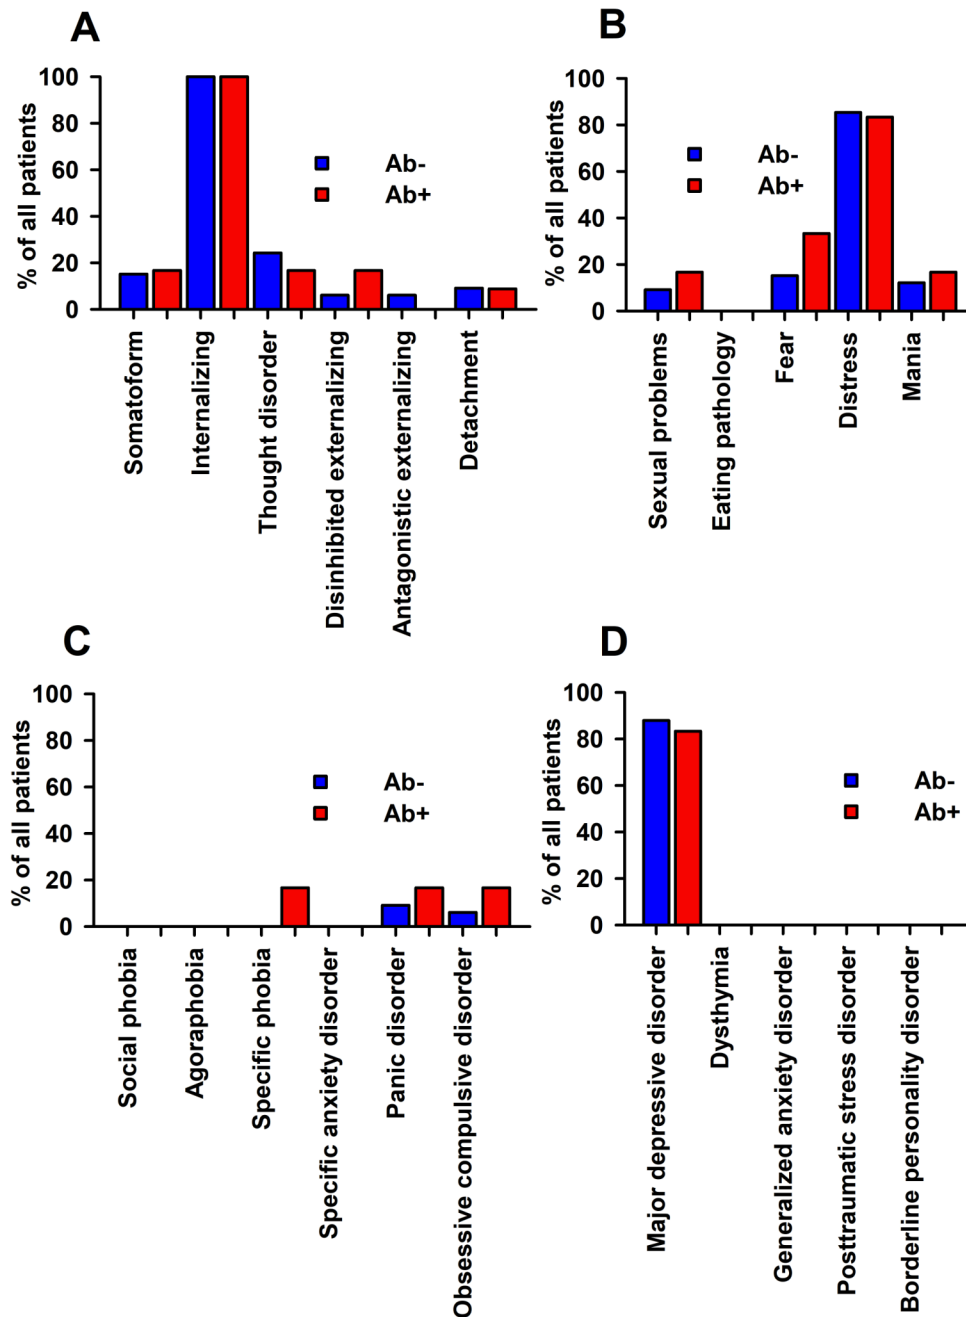 A
% of all patients
100
80
60
40
20
0
Ab-
Ab+
Somatoform
Internalizing
Thought disorder
Disinhibited externalizing
Antagonistic externalizing
Detachment
B
% of all patients
100
80
60
40
20
0
Ab-
Ab+
Sexual problems
Eating pathology
Fear
Distress
Mania
C
% of all patients
100
80
60
40
20
0
Ab-
Ab+
Social phobia
Agoraphobia
Specific phobia
Specific anxiety disorder
Panic disorder
Obsessive compulsive disorder
D
% of all patients
100
80
60
40
20
0
Ab-
Ab+
Major depressive disorder
Dysthymia
Generalized anxiety disorder
Posttraumatic stress disorder
Borderline personality disorder